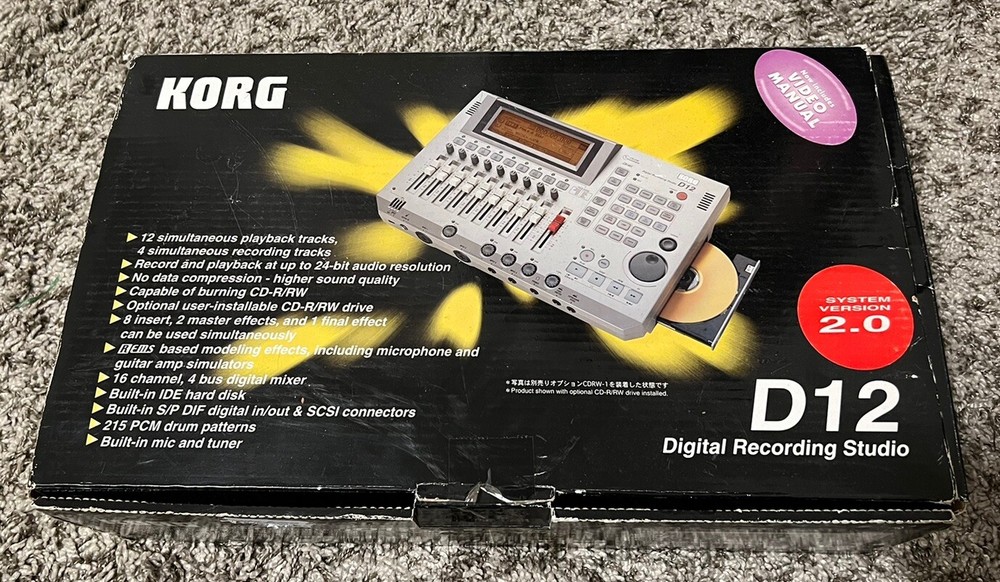 KORG
New includes
VIDEO
MANUAL
▶12 simultaneous playback tracks,
4 simultaneous recording tracks
▶Record and playback at up to 24-bit audio resolution
▶No data compression - higher sound quality
▶Capable of burning CD-R/RW
▶Optional user-installable CD-R/RW drive
▶8 insert, 2 master effects, and 1 final effect
can be used simultaneously
▶REMS based modeling effects, including microphone and
guitar amp simulators
▶16 channel, 4 bus digital mixer
▶Built-in IDE hard disk
▶Built-in S/P DIF digital in/out & SCSI connectors
▶215 PCM drum patterns
▶Built-in mic and tuner
D12
SYSTEM
VERSION
2.0
＊写真は別売りオプションCDRW-1を装着した状態です
＊Product shown with optional CD-R/RW drive installed.
D12
Digital Recording Studio